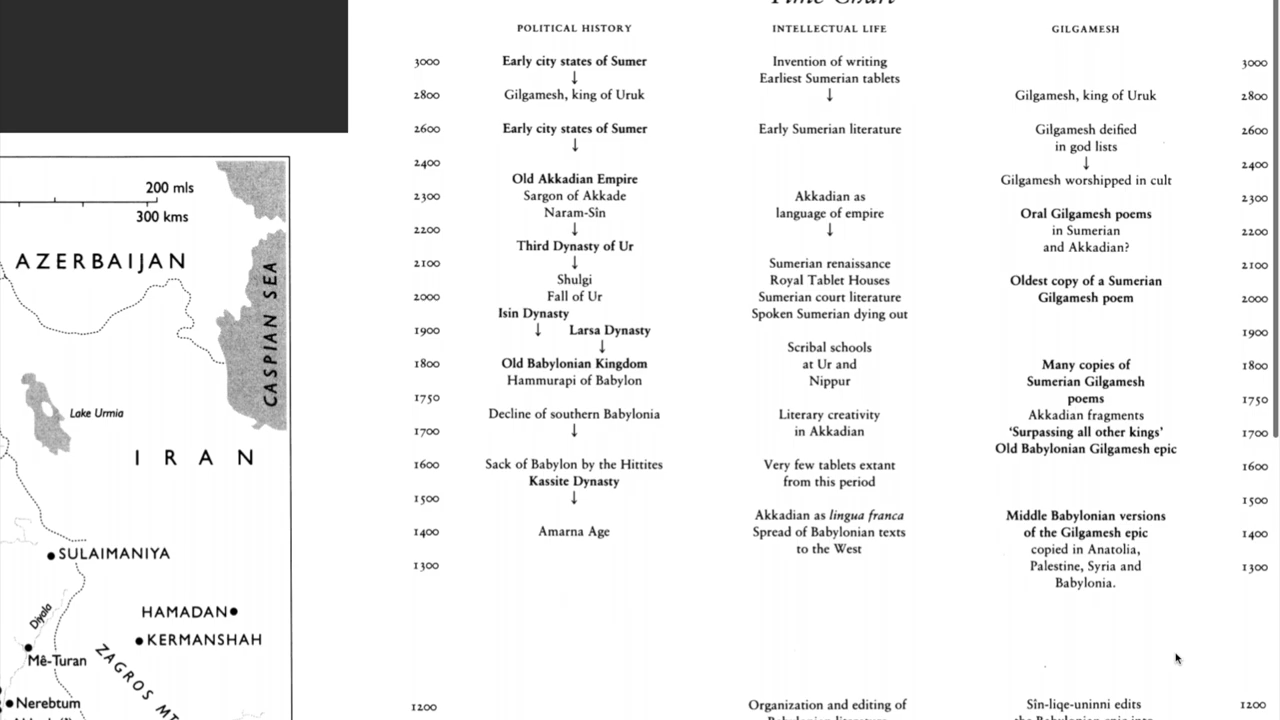 Time Chart
POLITICAL HISTORY INTELLECTUAL LIFE GILGAMESH
3000 Early city states of Sumer Invention of writing 3000
↓ Earliest Sumerian tablets
2800 Gilgamesh, king of Uruk ↓ Gilgamesh, king of Uruk 2800
2600 Early city states of Sumer Early Sumerian literature Gilgamesh deified 2600
↓ in god lists
2400 ↓ 2400
Old Akkadian Empire Gilgamesh worshipped in cult
2300 Sargon of Akkade Akkadian as 2300
Naram-Sîn language of empire Oral Gilgamesh poems
2200 ↓ ↓ in Sumerian 2200
Third Dynasty of Ur and Akkadian?
2100 ↓ Sumerian renaissance 2100
Shulgi Royal Tablet Houses Oldest copy of a Sumerian
2000 Fall of Ur Sumerian court literature Gilgamesh poem 2000
Isin Dynasty Spoken Sumerian dying out
1900 ↓ Larsa Dynasty 1900
↓ Scribal schools
1800 Old Babylonian Kingdom at Ur and Many copies of 1800
Hammurapi of Babylon Nippur Sumerian Gilgamesh
1750 poems 1750
Decline of southern Babylonia Literary creativity Akkadian fragments
1700 ↓ in Akkadian ‘Surpassing all other kings’ 1700
Old Babylonian Gilgamesh epic
1600 Sack of Babylon by the Hittites Very few tablets extant 1600
Kassite Dynasty from this period
1500 ↓ 1500
Akkadian as lingua franca Middle Babylonian versions
1400 Amarna Age Spread of Babylonian texts of the Gilgamesh epic 1400
to the West copied in Anatolia,
1300 Palestine, Syria and 1300
Babylonia.
1200 Organization and editing of Sîn-liqe-uninni edits 1200
Babylonian literature the Babylonian epic into
200 mls
300 kms
AZERBAIJAN
CASPIAN SEA
Lake Urmia
IRAN
SULAIMANIYA
HAMADAN
KERMANSHAH
Diyala
Mê-Turan
ZAGROS MT
Nerebtum